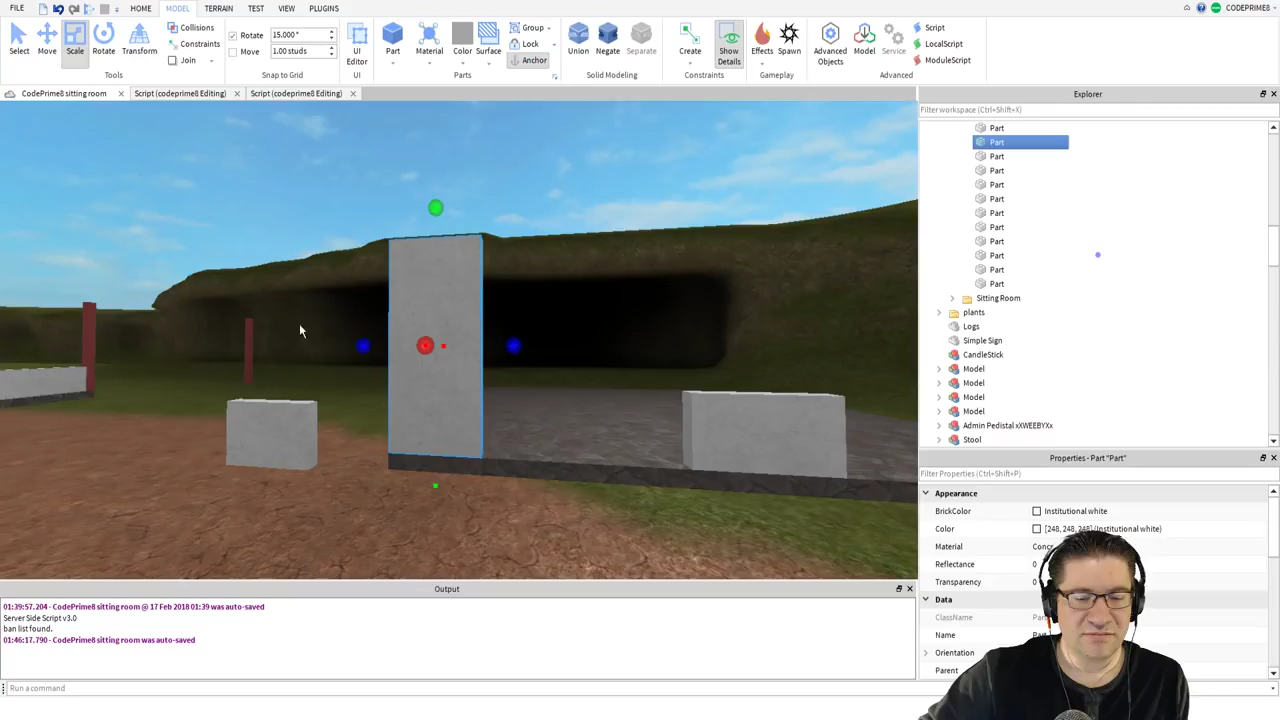 FILE HOME MODEL TERRAIN TEST VIEW PLUGINS CODEPRIME8
Select Move Scale Rotate Transform
Collisions
Constraints
Join
Tools
Rotate 15.000°
Move 1.00 studs
Snap to Grid
UI
Editor
UI
Part Material Color Surface
Group
Lock
Anchor
Parts
Union Negate Separate
Solid Modeling
Create Show
Details
Constraints
Effects Spawn
Gameplay
Advanced
Objects
Model Service
Script
LocalScript
ModuleScript
Advanced
CodePrime8 sitting room
Script (codeprime8 Editing)
Script (codeprime8 Editing)
Explorer
Filter workspace (Ctrl+Shift+X)
Part
Part
Part
Part
Part
Part
Part
Part
Part
Part
Part
Part
Sitting Room
plants
Logs
Simple Sign
CandleStick
Model
Model
Model
Model
Admin Pedistal xXWEEBYXx
Stool
Properties - Part "Part"
Filter Properties (Ctrl+Shift+P)
Appearance
BrickColor Institutional white
Color [248, 248, 248] (Institutional white)
Material
Reflectance 0
Transparency 0
Data
ClassName
Name
Orientation
Parent
Output
01:39:57.204 - CodePrime8 sitting room @ 17 Feb 2018 01:39 was auto-saved
Server Side Script v3.0
ban list found.
01:46:17.790 - CodePrime8 sitting room was auto-saved
Run a command